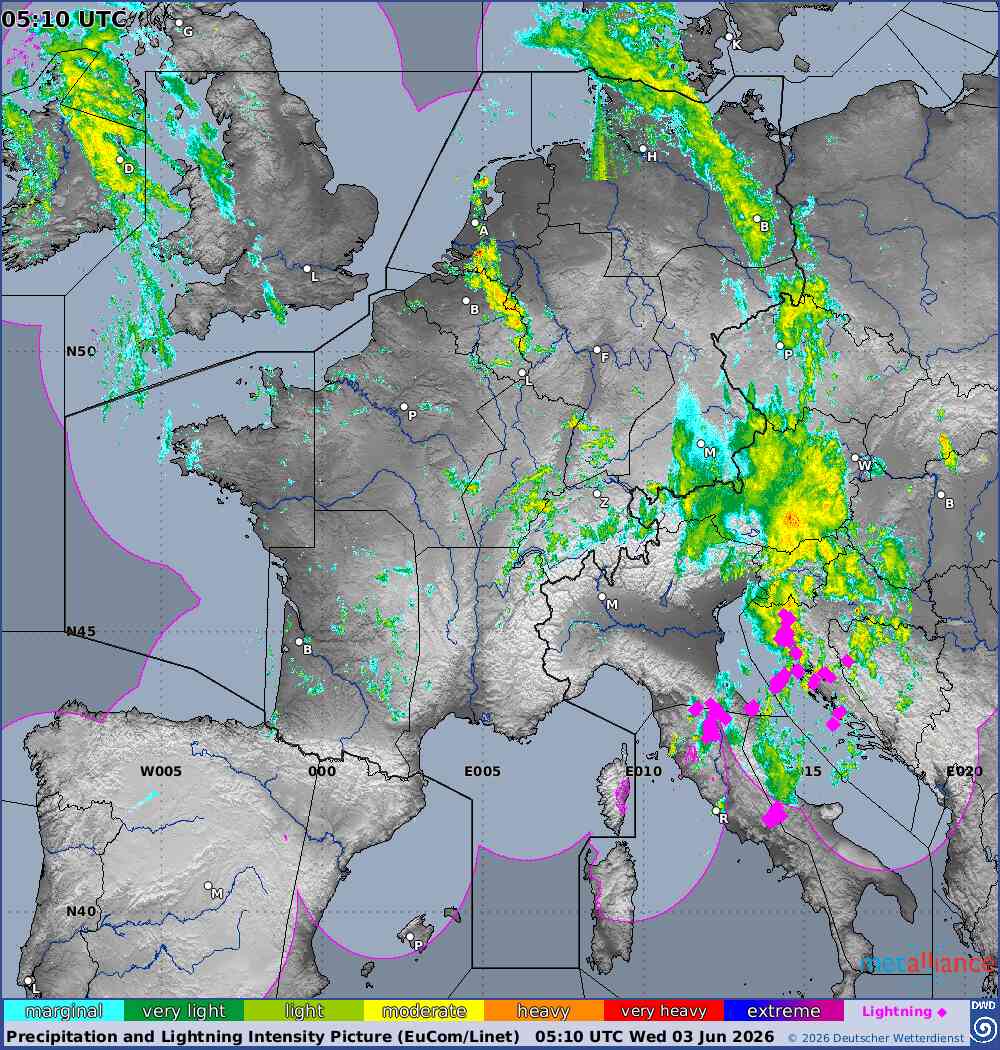 05:10 UTC
G
K
D
H
A
B
L
B
N50
P
F
L
P
M
W
B
Z
M
N45
B
W005
000
E005
E010
15
E020
R
M
N40
P
L
metalliance
marginal very light light moderate heavy very heavy extreme Lightning
DWD
Precipitation and Lightning Intensity Picture (EuCom/Linet) 05:10 UTC Wed 03 Jun 2026 © 2026 Deutscher Wetterdienst